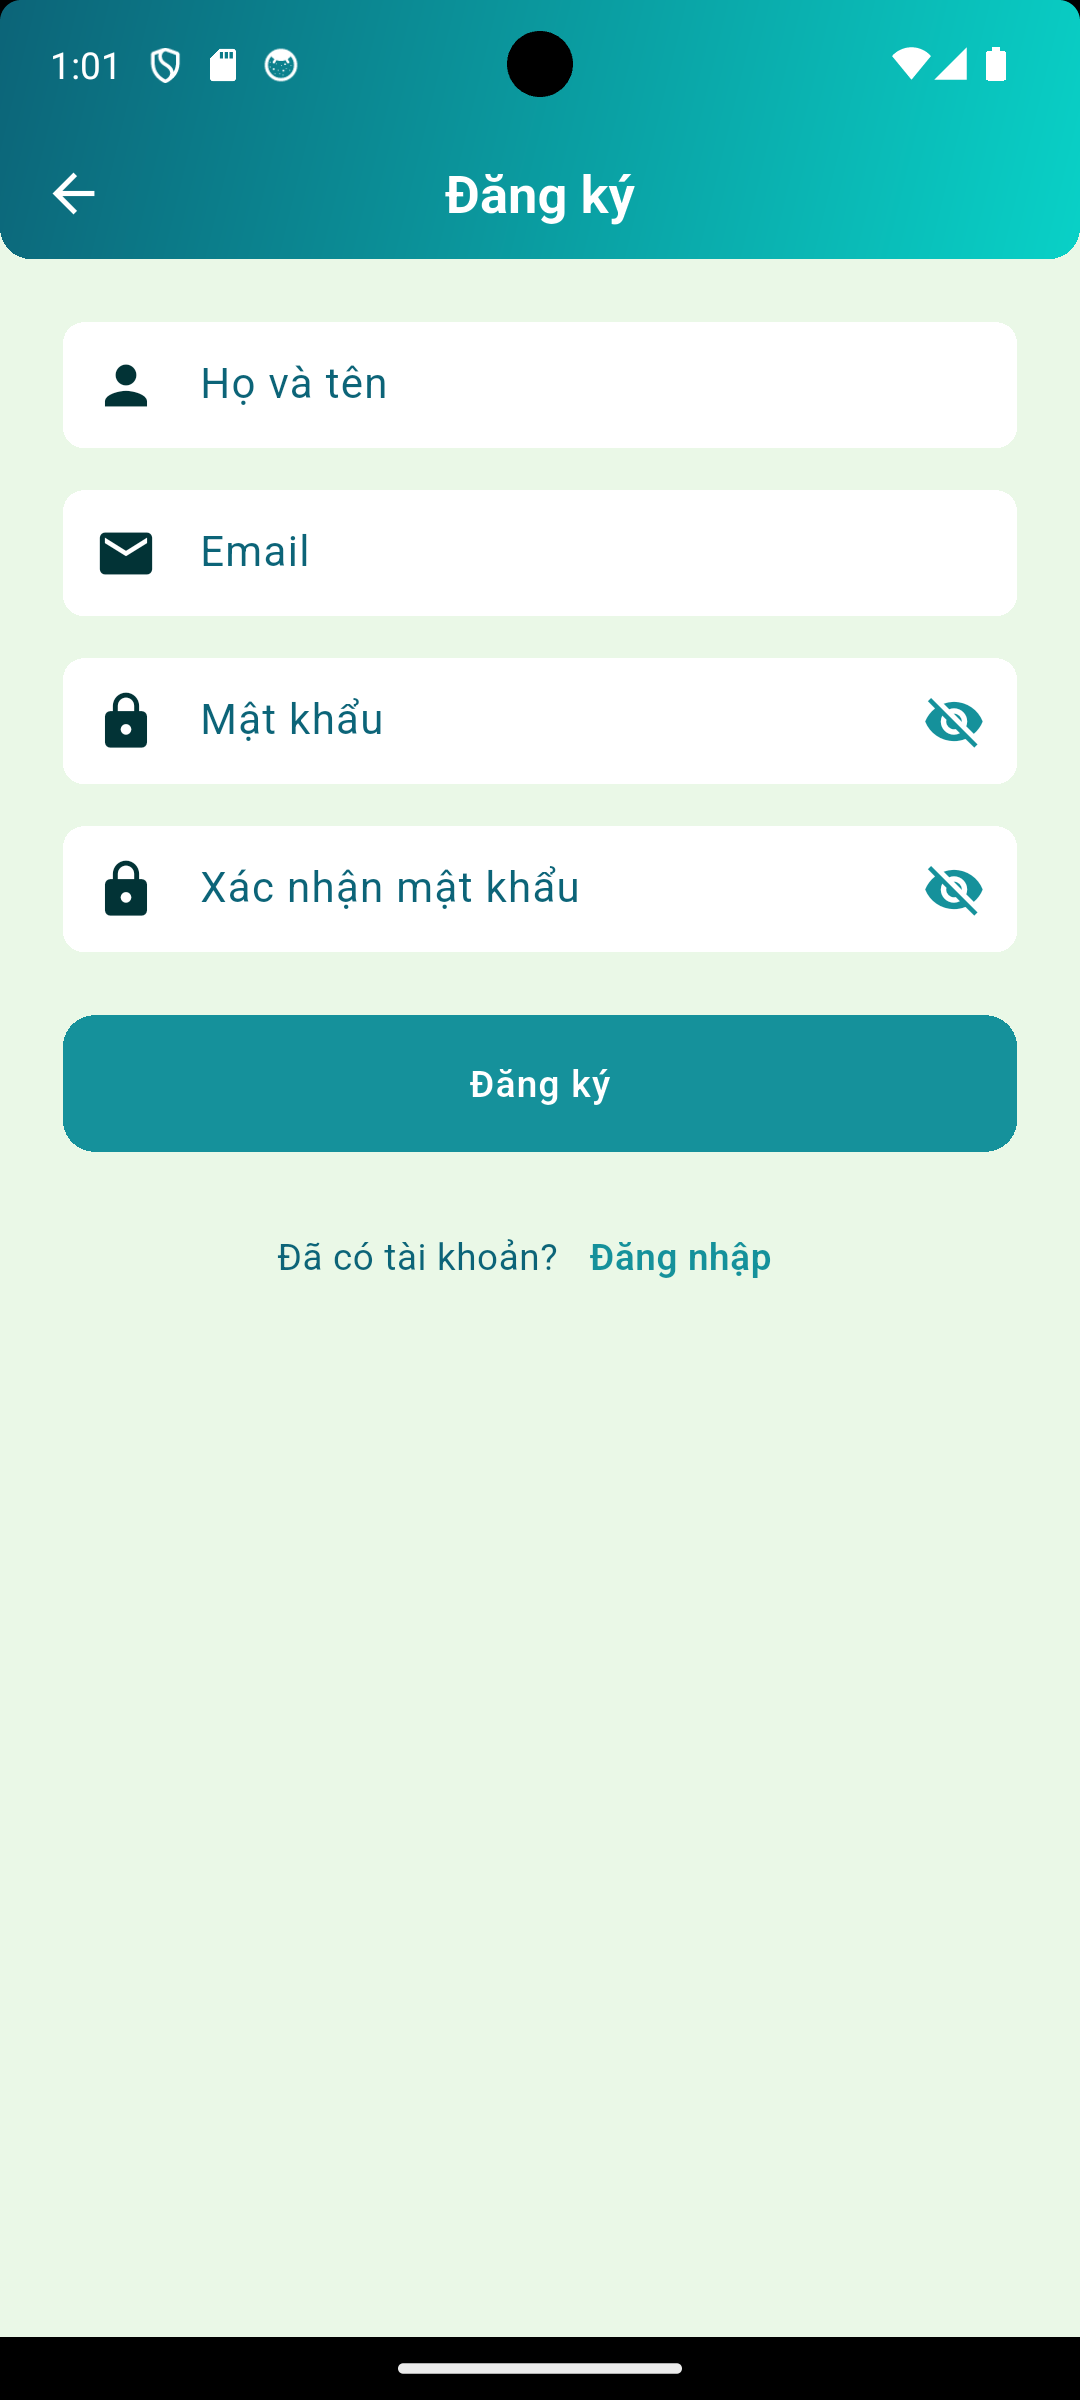 1:01
Đăng ký
Họ và tên
Email
Mật khẩu
Xác nhận mật khẩu
Đăng ký
Đã có tài khoản? Đăng nhập